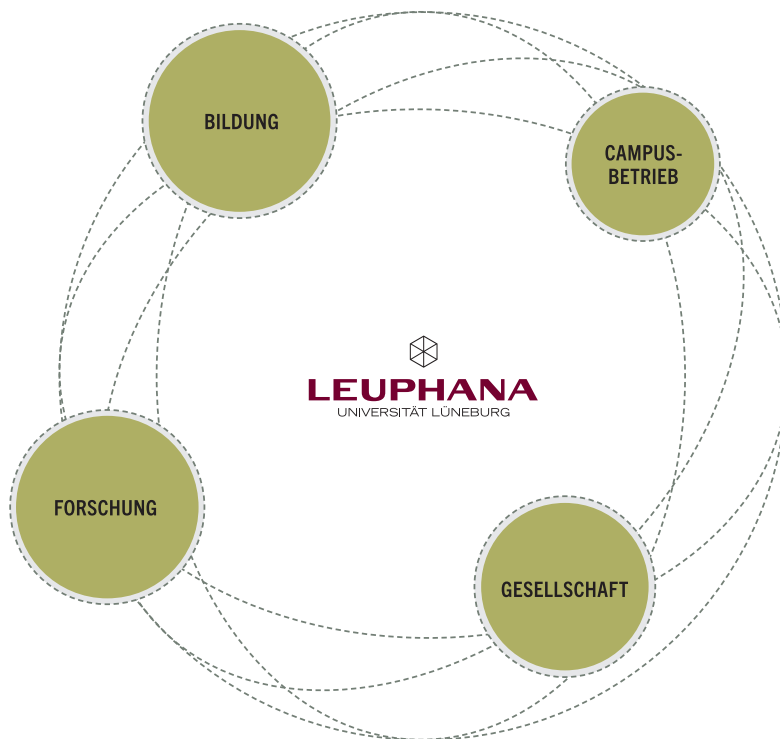 BILDUNG
CAMPUS-
BETRIEB
LEUPHANA
UNIVERSITÄT LÜNEBURG
FORSCHUNG
GESELLSCHAFT